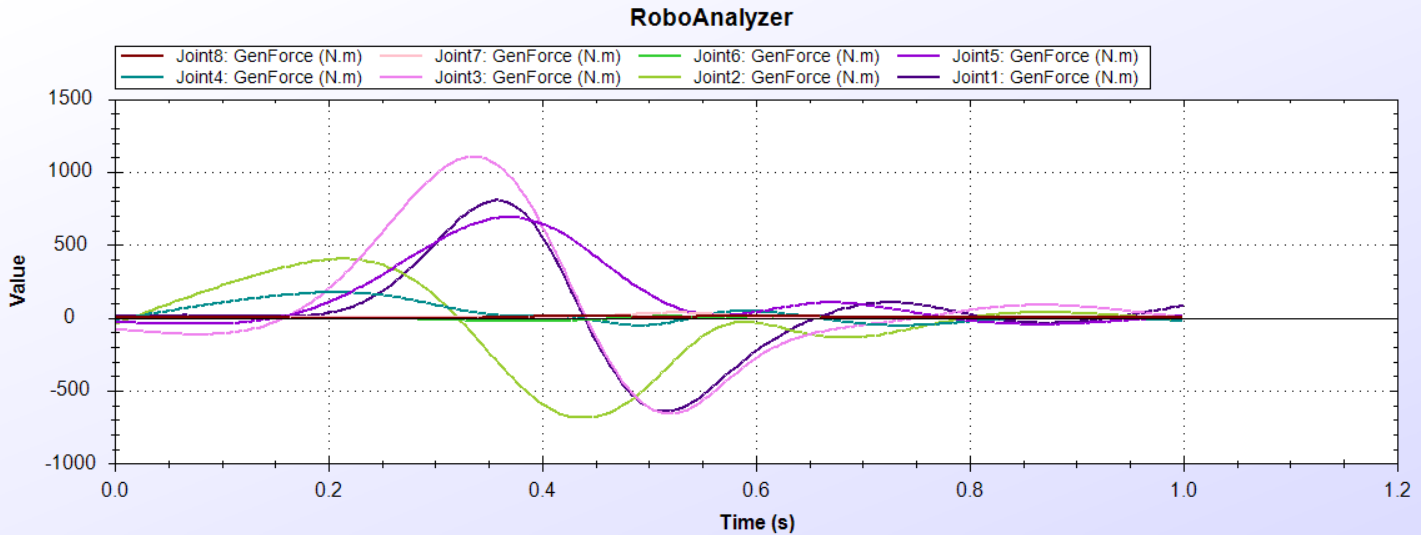 RoboAnalyzer
Joint8: GenForce (N.m) Joint7: GenForce (N.m) Joint6: GenForce (N.m) Joint5: GenForce (N.m)
Joint4: GenForce (N.m) Joint3: GenForce (N.m) Joint2: GenForce (N.m) Joint1: GenForce (N.m)
1500
1000
500
0
-500
-1000
Value
0.0 0.2 0.4 0.6 0.8 1.0 1.2
Time (s)